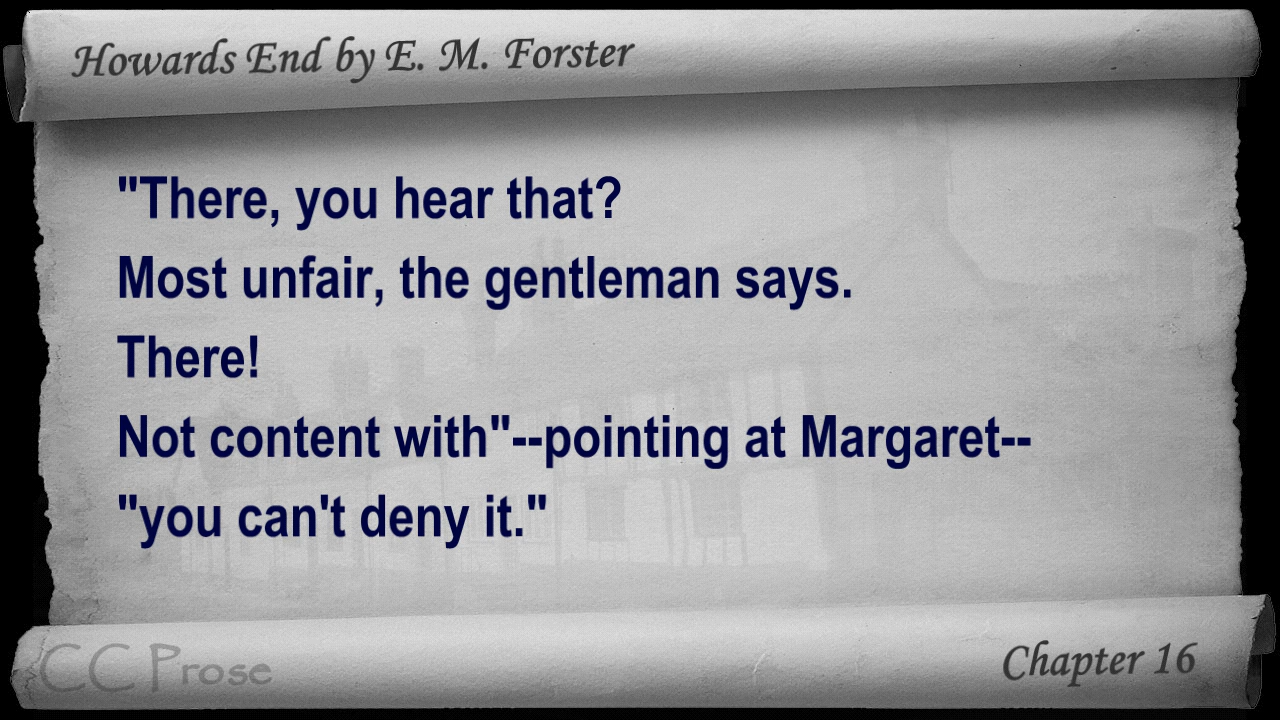 Howards End by E. M. Forster
"There, you hear that?
Most unfair, the gentleman says.
There!
Not content with"--pointing at Margaret--
"you can't deny it."
CC Prose
Chapter 16